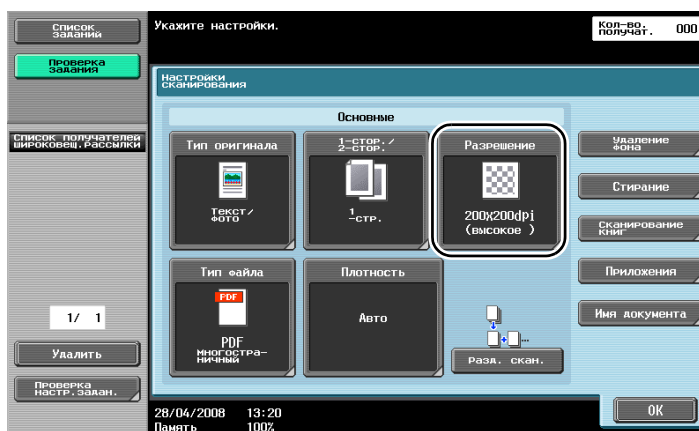 Список
заданий
Проверка
задания
Список получателей
широковещ.рассылки
1/ 1
Удалить
Проверка
настр.задан.
Укажите настройки.
Кол-во.
получат.
000
Настройки
сканирования
Основные
Тип оригинала
Текст/
Фото
1-стор./
2-стор.
1
-стр.
Разрешение
200X200dpi
(высокое )
Тип файла
PDF
PDF
многостра-
ничный
Плотность
Авто
Разд. скан.
Удаление
фона
Стирание
Сканирование
книг
Приложения
Имя документа
28/04/2008 13:20
Память 100%
OK